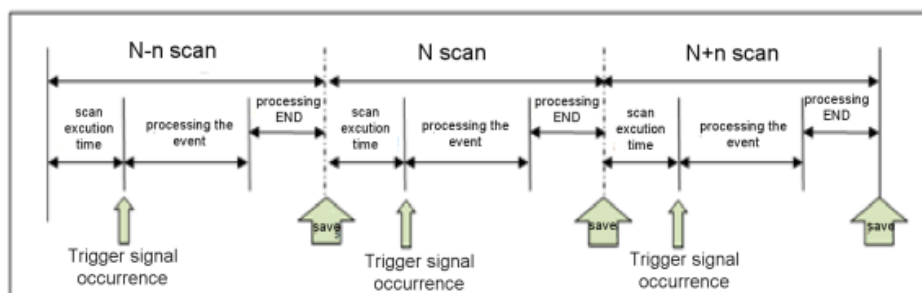 N-n scan
N scan
N+n scan
scan
excution
time
processing the
event
processing
END
scan
excution
time
processing the
event
processing
END
scan
excution
time
processing the
event
processing
END
save
save
save
Trigger signal
occurrence
Trigger signal
occurrence
Trigger signal
occurrence